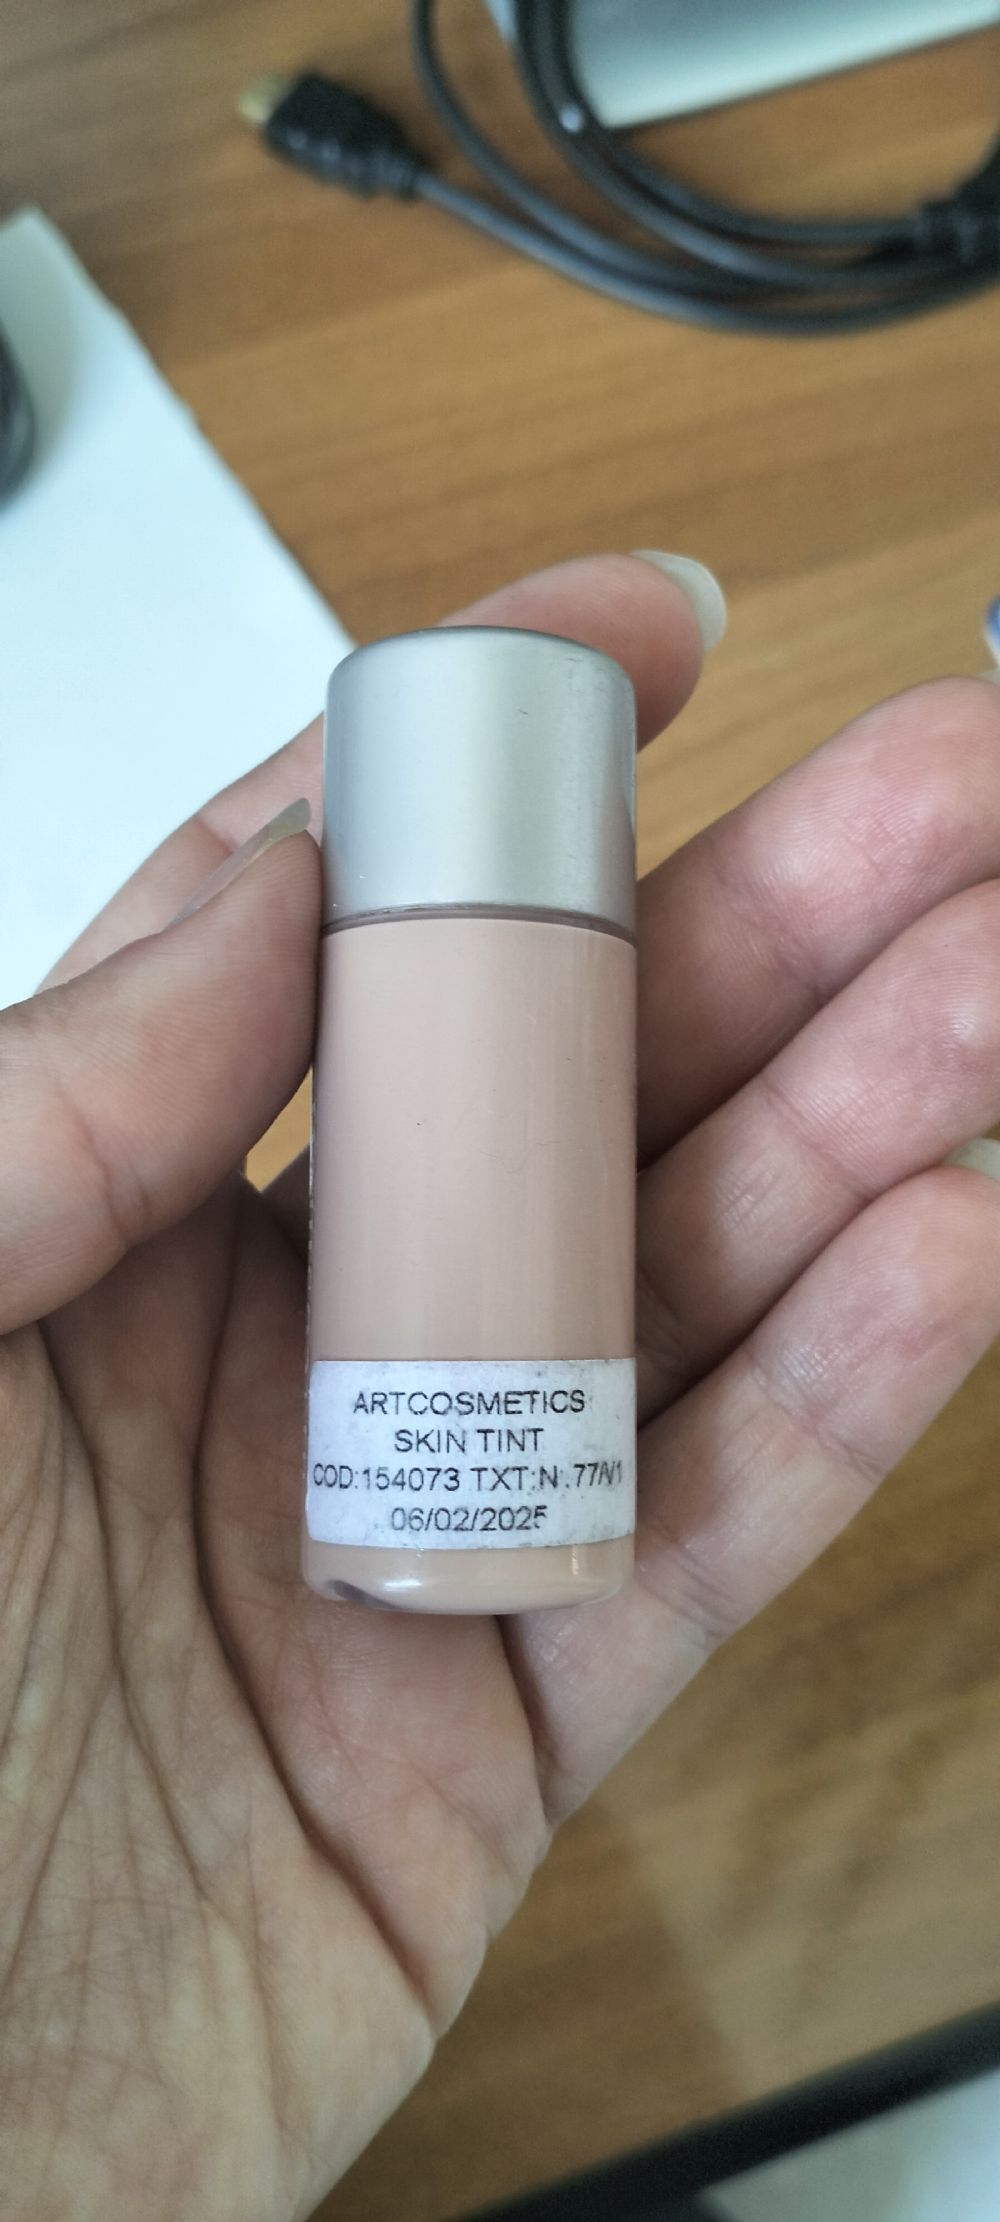 ARTCOSMETICS
SKIN TINT
COD:154073 TXT:N.77/V1
06/02/2025